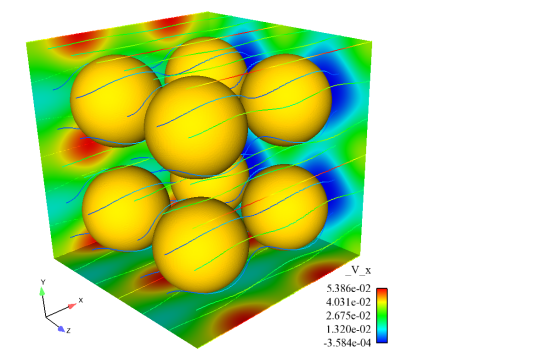 _V_x
5.386e-02
4.031e-02
2.675e-02
1.320e-02
-3.584e-04
Y
X
Z